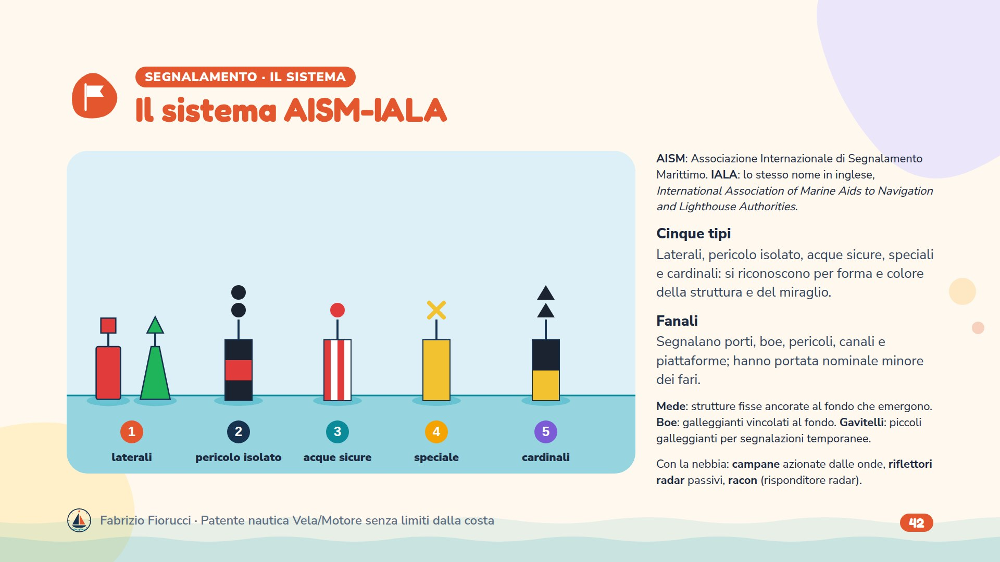 SEGNALAMENTO · IL SISTEMA
Il sistema AISM-IALA
1
2
3
4
5
laterali
pericolo isolato
acque sicure
speciale
cardinali
AISM: Associazione Internazionale di Segnalamento
Marittimo. IALA: lo stesso nome in inglese,
International Association of Marine Aids to Navigation
and Lighthouse Authorities.
Cinque tipi
Laterali, pericolo isolato, acque sicure, speciali
e cardinali: si riconoscono per forma e colore
della struttura e del miraglio.
Fanali
Segnalano porti, boe, pericoli, canali e
piattaforme; hanno portata nominale minore
dei fari.
Mede: strutture fisse ancorate al fondo che emergono.
Boe: galleggianti vincolati al fondo. Gavitelli: piccoli
galleggianti per segnalazioni temporanee.
Con la nebbia: campane azionate dalle onde, riflettori
radar passivi, racon (risponditore radar).
Fabrizio Fiorucci · Patente nautica Vela/Motore senza limiti dalla costa
42